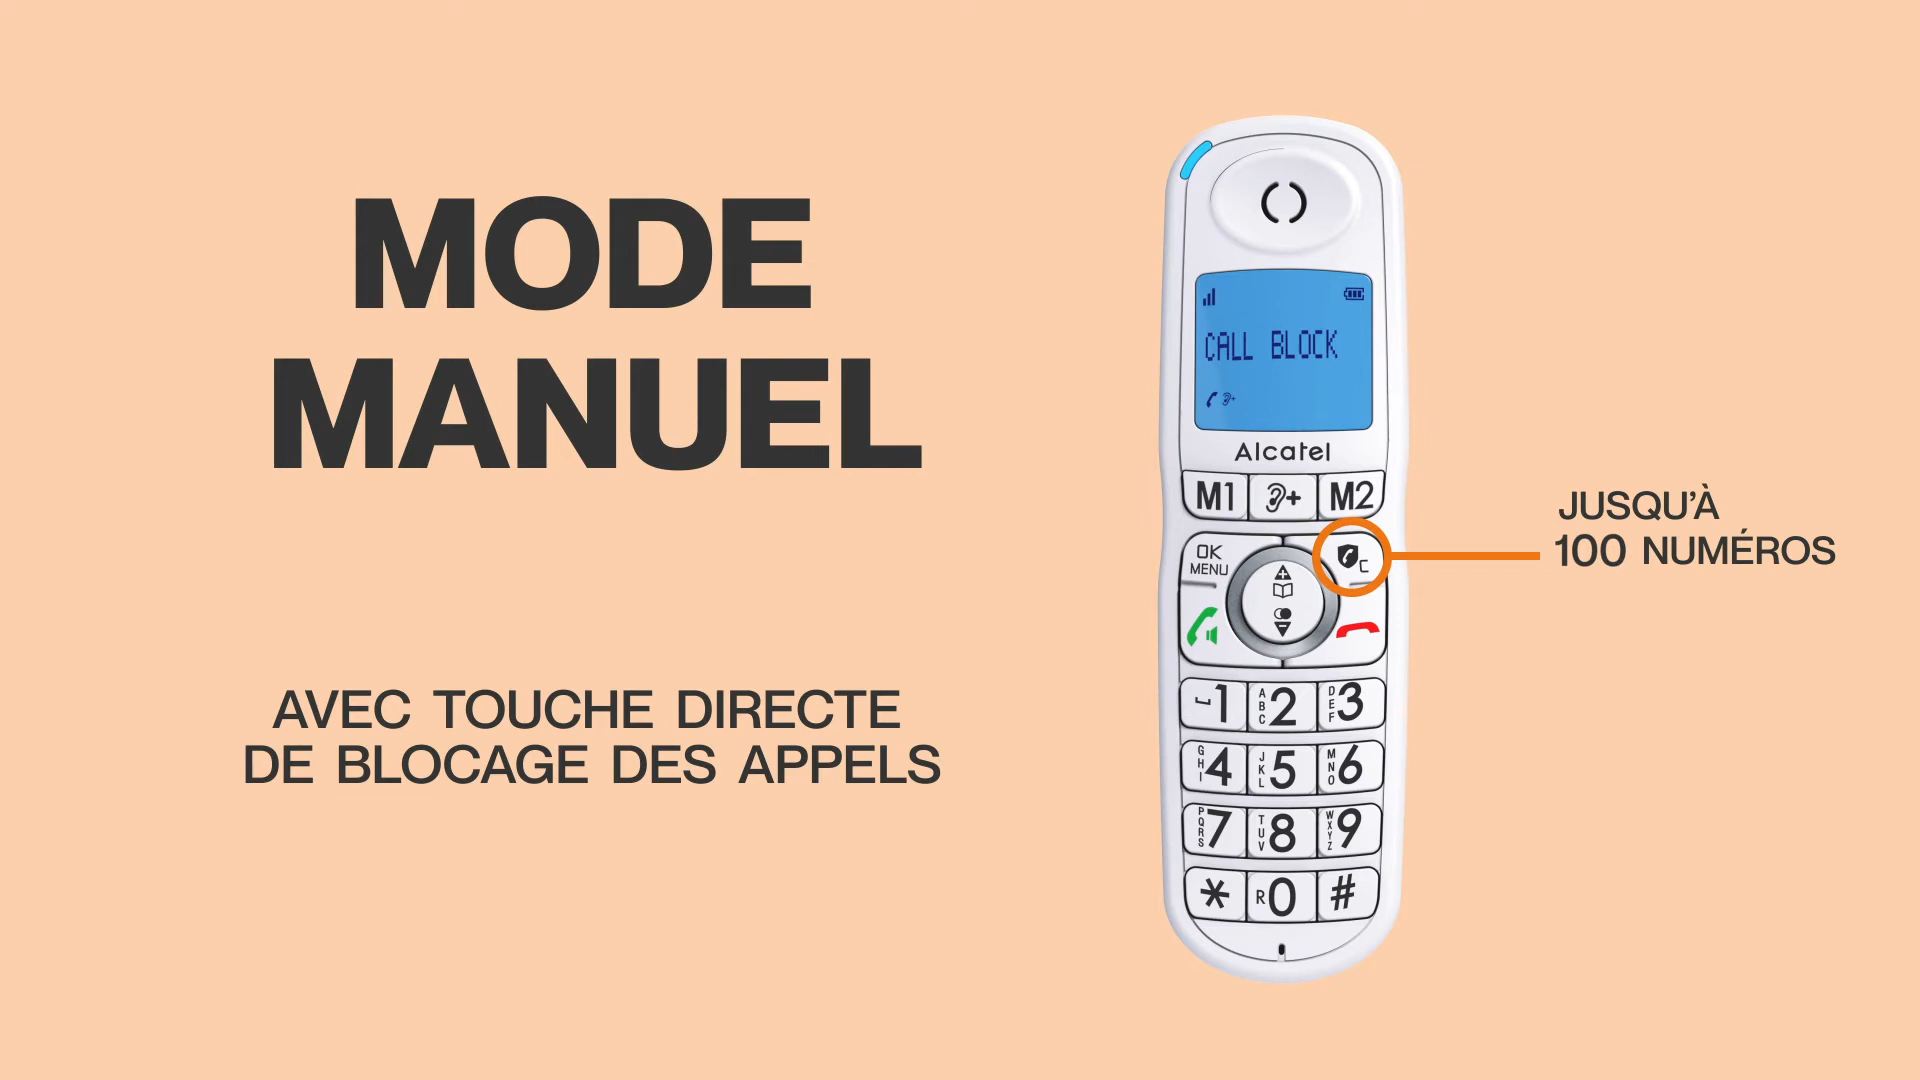 MODE
MANUEL
AVEC TOUCHE DIRECTE
DE BLOCAGE DES APPELS
CALL BLOCK
Alcatel
M1 + M2
OK
MENU
C
JUSQU'À
100 NUMÉROS
1 ABC 2 DEF 3
GHI 4 JKL 5 MNO 6
PQRS 7 TUV 8 WXYZ 9
* R 0 #